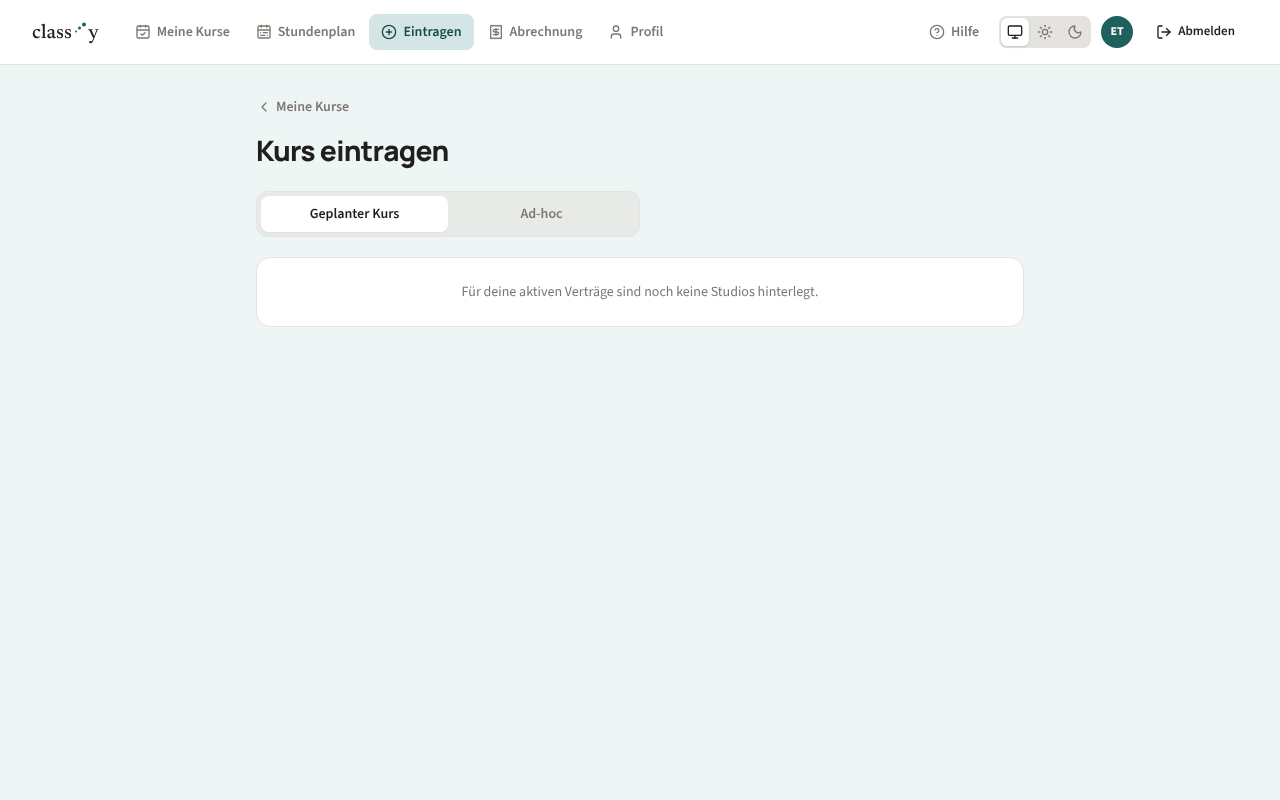 class y
Meine Kurse
Stundenplan
Eintragen
Abrechnung
Profil
Hilfe
ET
Abmelden
Meine Kurse
Kurs eintragen
Geplanter Kurs
Ad-hoc
Für deine aktiven Verträge sind noch keine Studios hinterlegt.